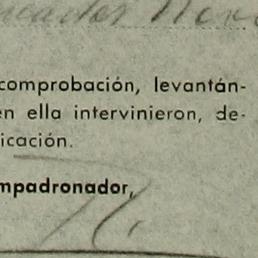 comprobación, levantán-
en ella intervinieron, de-
icación.
mpadronador,